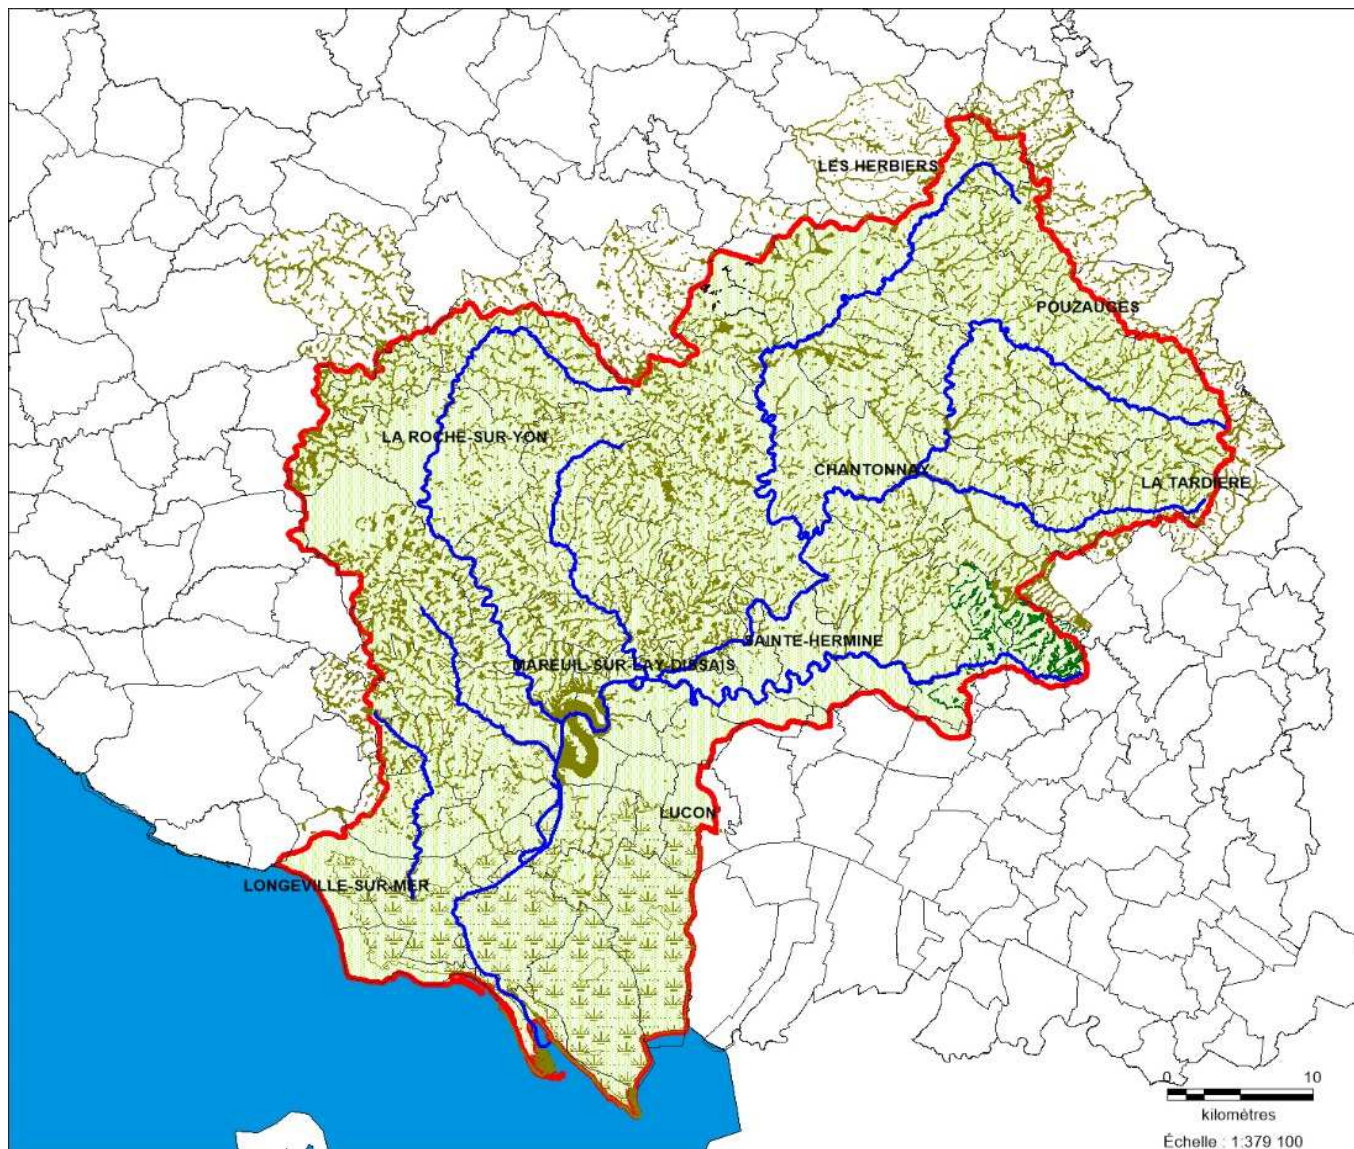 LES HERBIERS
POUZAUGES
LA ROCHE-SUR-YON
CHANTONNAY
LA TARDIERE
SAINTE-HERMINE
MAREUIL-SUR-LAY-DISSAIS
LUCON
LONGEVILLE-SUR-MER
0 10
kilomètres
Échelle : 1:379 100